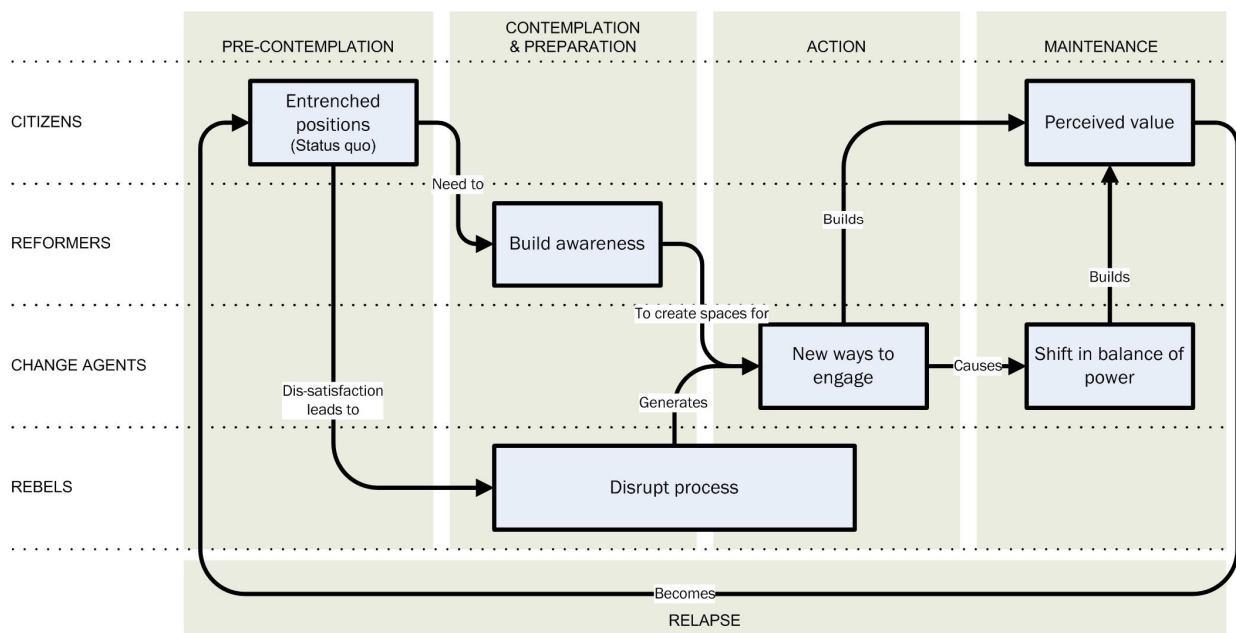 PRE-CONTEMPLATION
CONTEMPLATION
& PREPARATION
ACTION
MAINTENANCE
CITIZENS
Entrenched
positions
(Status quo)
Perceived value
Need to
REFORMERS
Build awareness
Builds
Builds
To create spaces for
CHANGE AGENTS
New ways to
engage
Causes
Shift in balance of
power
Dis-satisfaction
leads to
Generates
REBELS
Disrupt process
Becomes
RELAPSE